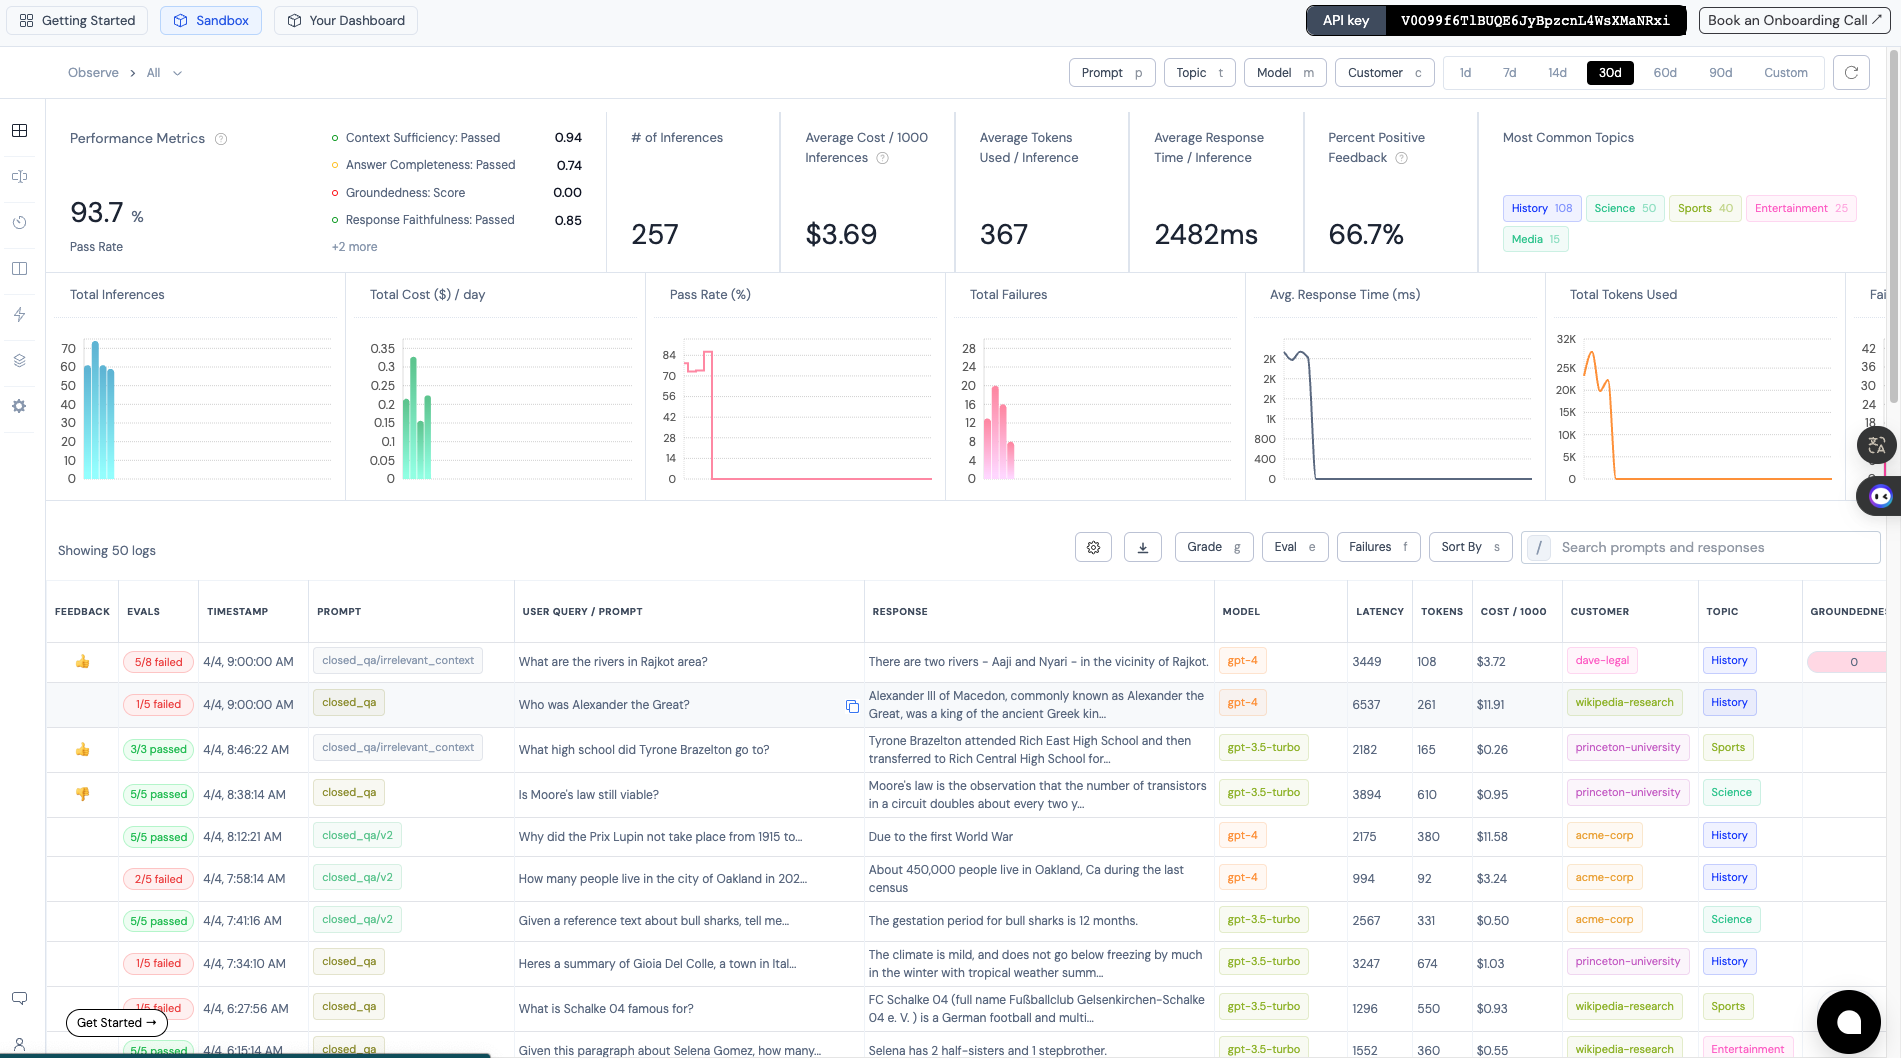 Getting Started Sandbox Your Dashboard API key V0O99f6TlBUQE6JyBpzcnL4WsXMaNRxi Book an Onboarding Call ↗
Observe > All Prompt p Topic t Model m Customer c 1d 7d 14d 30d 60d 90d Custom
Performance Metrics ?
93.7 %
Pass Rate
Context Sufficiency: Passed 0.94
Answer Completeness: Passed 0.74
Groundedness: Score 0.00
Response Faithfulness: Passed 0.85
+2 more
# of Inferences
257
Average Cost / 1000
Inferences ?
$3.69
Average Tokens
Used / Inference
367
Average Response
Time / Inference
2482ms
Percent Positive
Feedback ?
66.7%
Most Common Topics
History 108 Science 50 Sports 40 Entertainment 25
Media 15
Total Inferences
70
60
50
40
30
20
10
0
Total Cost ($) / day
0.35
0.3
0.25
0.2
0.15
0.1
0.05
0
Pass Rate (%)
84
70
56
42
28
14
0
Total Failures
28
24
20
16
12
8
4
0
Avg. Response Time (ms)
2K
2K
2K
1K
800
400
0
Total Tokens Used
32K
25K
20K
15K
10K
5K
0
Fai
42
36
30
24
18
Showing 50 logs Grade g Eval e Failures f Sort By s / Search prompts and responses
FEEDBACK EVALS TIMESTAMP PROMPT USER QUERY / PROMPT RESPONSE MODEL LATENCY TOKENS COST / 1000 CUSTOMER TOPIC GROUNDEDNES
5/8 failed 4/4, 9:00:00 AM closed_qa/irrelevant_context What are the rivers in Rajkot area? There are two rivers - Aaji and Nyari - in the vicinity of Rajkot. gpt-4 3449 108 $3.72 dave-legal History 0
1/5 failed 4/4, 9:00:00 AM closed_qa Who was Alexander the Great? Alexander III of Macedon, commonly known as Alexander the
Great, was a king of the ancient Greek kin... gpt-4 6537 261 $11.91 wikipedia-research History
3/3 passed 4/4, 8:46:22 AM closed_qa/irrelevant_context What high school did Tyrone Brazelton go to? Tyrone Brazelton attended Rich East High School and then
transferred to Rich Central High School for... gpt-3.5-turbo 2182 165 $0.26 princeton-university Sports
5/5 passed 4/4, 8:38:14 AM closed_qa Is Moore's law still viable? Moore's law is the observation that the number of transistors
in a circuit doubles about every two y... gpt-3.5-turbo 3894 610 $0.95 princeton-university Science
5/5 passed 4/4, 8:12:21 AM closed_qa/v2 Why did the Prix Lupin not take place from 1915 to... Due to the first World War gpt-4 2175 380 $11.58 acme-corp History
2/5 failed 4/4, 7:58:14 AM closed_qa/v2 How many people live in the city of Oakland in 202... About 450,000 people live in Oakland, Ca during the last
census gpt-4 994 92 $3.24 acme-corp History
5/5 passed 4/4, 7:41:16 AM closed_qa/v2 Given a reference text about bull sharks, tell me... The gestation period for bull sharks is 12 months. gpt-3.5-turbo 2567 331 $0.50 acme-corp Science
1/5 failed 4/4, 7:34:10 AM closed_qa Heres a summary of Gioia Del Colle, a town in Ital... The climate is mild, and does not go below freezing by much
in the winter with tropical weather summ... gpt-3.5-turbo 3247 674 $1.03 princeton-university History
1/5 failed 4/4, 6:27:56 AM closed_qa What is Schalke 04 famous for? FC Schalke 04 (full name Fußballclub Gelsenkirchen-Schalke
04 e. V. ) is a German football and multi... gpt-3.5-turbo 1296 550 $0.93 wikipedia-research Sports
Get Started →
5/5 passed 4/4, 6:15:14 AM closed_qa Given this paragraph about Selena Gomez, how many... Selena has 2 half-sisters and 1 stepbrother. gpt-3.5-turbo 1552 360 $0.55 wikipedia-research Entertainment